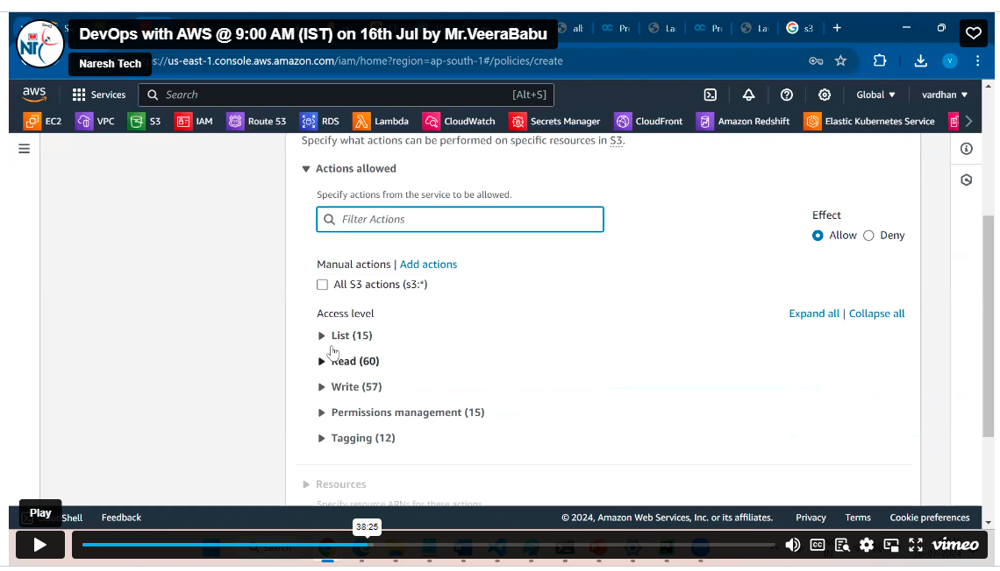 DevOps with AWS @ 9:00 AM (IST) on 16th Jul by Mr.VeeraBabu
Naresh Tech
NT
s://us-east-1.console.aws.amazon.com/iam/home?region=ap-south-1#/policies/create
s3
aws
Services
Search
[Alt+S]
Global
vardhan
EC2 VPC S3 IAM Route 53 RDS Lambda CloudWatch Secrets Manager CloudFront Amazon Redshift Elastic Kubernetes Service
Specify what actions can be performed on specific resources in S3.
Actions allowed
Specify actions from the service to be allowed.
Filter Actions
Effect
Allow Deny
Manual actions | Add actions
All S3 actions (s3:*)
Access level
Expand all | Collapse all
List (15)
Read (60)
Write (57)
Permissions management (15)
Tagging (12)
Resources
Specify resource ARNs for these actions
Play
Shell
Feedback
© 2024, Amazon Web Services, Inc. or its affiliates.
Privacy
Terms
Cookie preferences
38:25
CC
vimeo